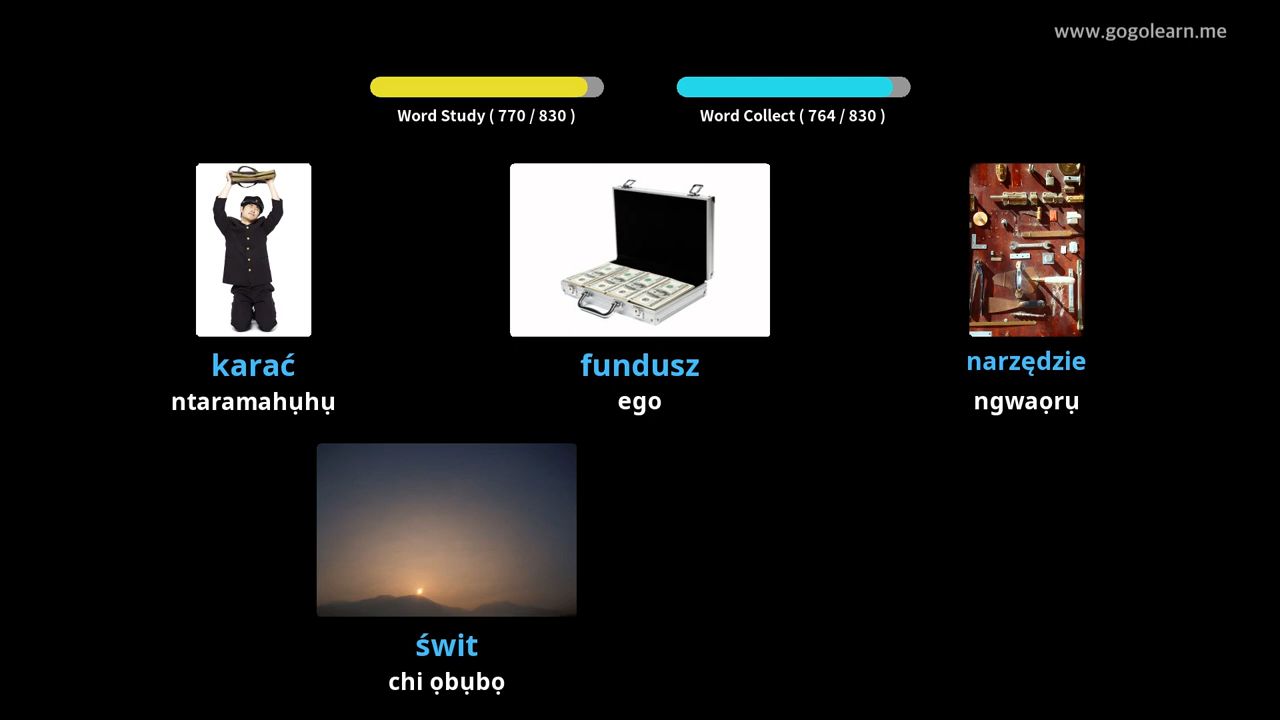 www.gogolearn.me
Word Study ( 770 / 830 )
Word Collect ( 764 / 830 )
karać
ntaramahụhụ
fundusz
ego
narzędzie
ngwaọrụ
świt
chi ọbụbọ